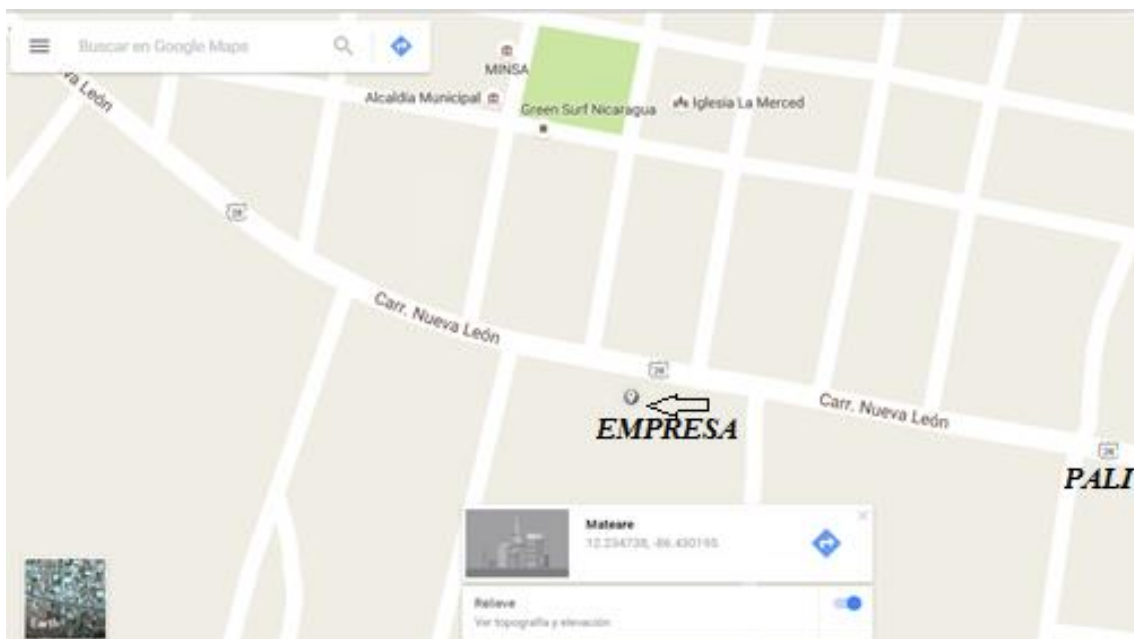 Buscar en Google Maps
MINSA
Alcaldía Municipal
Green Surf Nicaragua
Iglesia La Merced
va León
28
Carr. Nueva León
28
Carr. Nueva León
EMPRESA
28
PALI
Mateare
12.234738, -86.430195
Relieve
Ver topografía y elevación
Earth